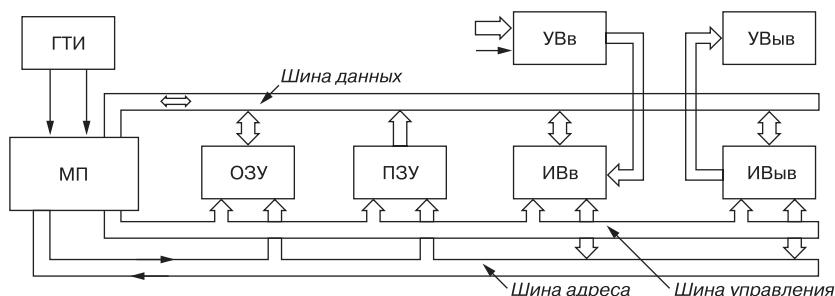 ГТИ
УВв
УВыв
Шина данных
МП
ОЗУ
ПЗУ
ИВв
ИВыв
Шина адреса
Шина управления